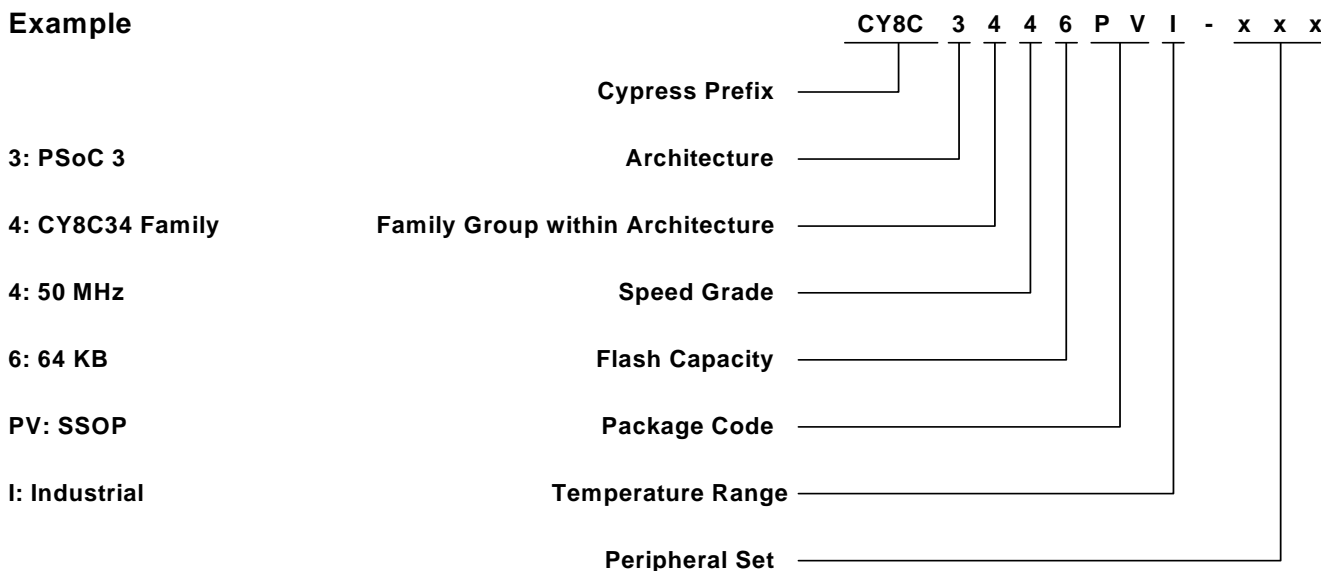 Example CY8C 3 4 4 6 P V I - x x x
Cypress Prefix
3: PSoC 3 Architecture
4: CY8C34 Family Family Group within Architecture
4: 50 MHz Speed Grade
6: 64 KB Flash Capacity
PV: SSOP Package Code
I: Industrial Temperature Range
Peripheral Set